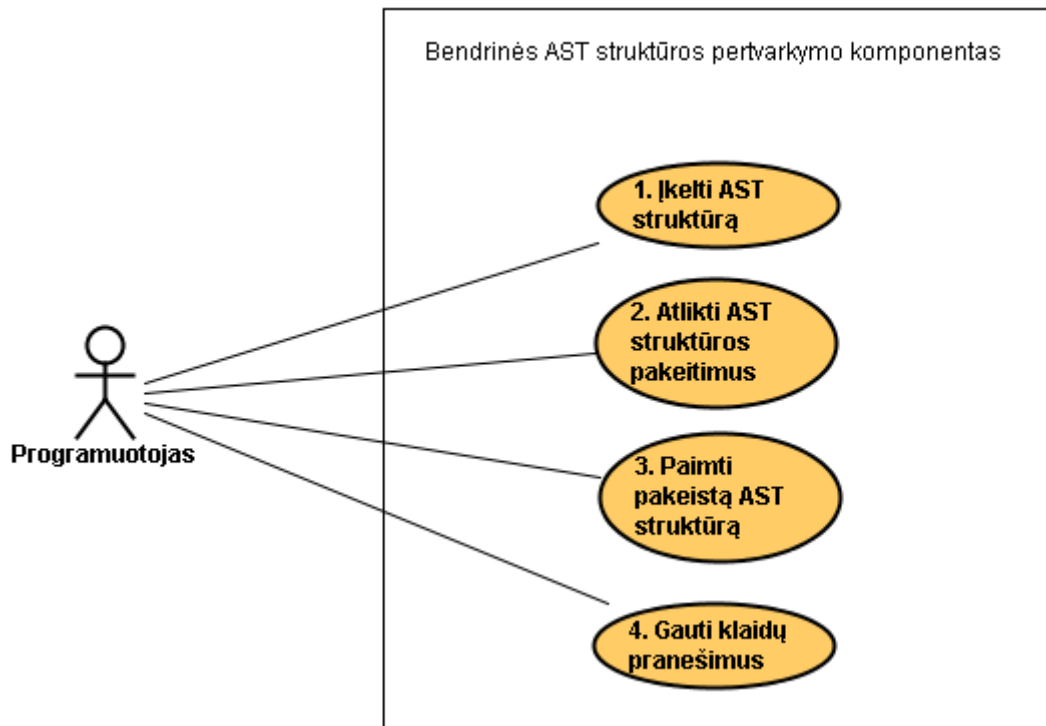 Bendrinės AST struktūros pertvarkymo komponentas
1. Įkelti AST
struktūrą
2. Atlikti AST
struktūros
pakeitimus
3. Paimti
pakeistą AST
struktūrą
4. Gauti klaidų
pranešimus
Programuotojas